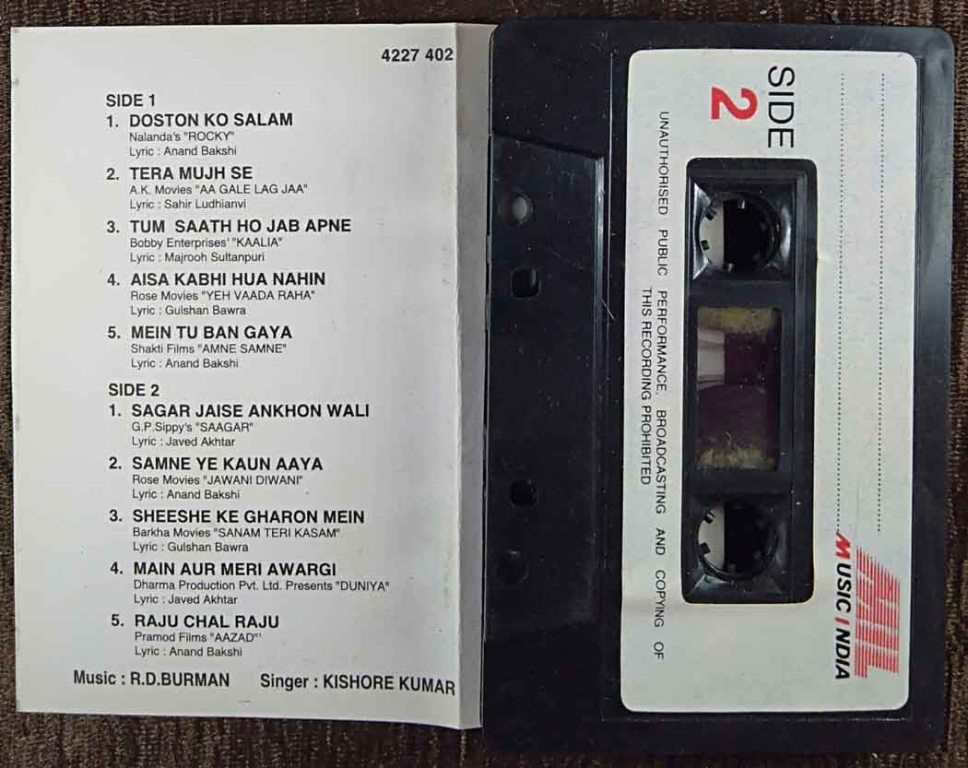 4227 402
SIDE 1
1. DOSTON KO SALAM
Nalanda's "ROCKY"
Lyric : Anand Bakshi
2. TERA MUJH SE
A.K. Movies "AA GALE LAG JAA"
Lyric : Sahir Ludhianvi
3. TUM SAATH HO JAB APNE
Bobby Enterprises' "KAALIA"
Lyric : Majrooh Sultanpuri
4. AISA KABHI HUA NAHIN
Rose Movies "YEH VAADA RAHA"
Lyric : Gulshan Bawra
5. MEIN TU BAN GAYA
Shakti Films "AMNE SAMNE"
Lyric : Anand Bakshi
SIDE 2
1. SAGAR JAISE ANKHON WALI
G.P.Sippy's "SAAGAR"
Lyric : Javed Akhtar
2. SAMNE YE KAUN AAYA
Rose Movies "JAWANI DIWANI"
Lyric : Anand Bakshi
3. SHEESHE KE GHARON MEIN
Barkha Movies "SANAM TERI KASAM"
Lyric : Gulshan Bawra
4. MAIN AUR MERI AWARGI
Dharma Production Pvt. Ltd. Presents "DUNIYA"
Lyric : Javed Akhtar
5. RAJU CHAL RAJU
Pramod Films "AAZAD"'
Lyric : Anand Bakshi
Music : R.D.BURMAN Singer : KISHORE KUMAR
SIDE
2
MIL
MUSIC INDIA
UNAUTHORISED PUBLIC PERFORMANCE, BROADCASTING AND COPYING OF
THIS RECORDING PROHIBITED